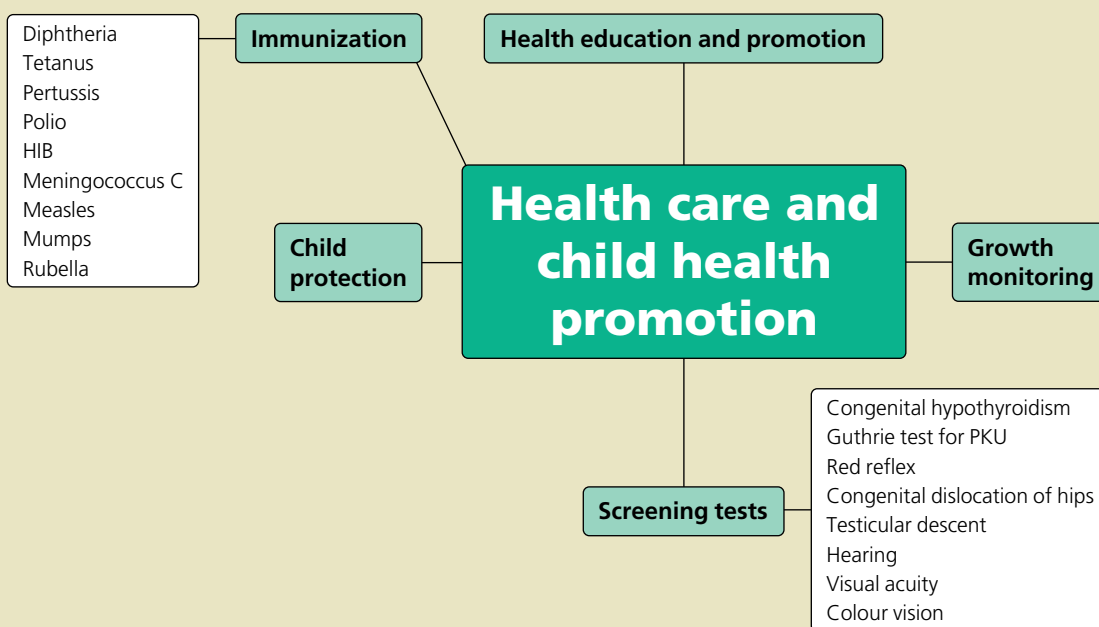 Diphtheria
Tetanus
Pertussis
Polio
HIB
Meningococcus C
Measles
Mumps
Rubella
Immunization
Health education and promotion
Child
protection
Health care and
child health
promotion
Growth
monitoring
Screening tests
Congenital hypothyroidism
Guthrie test for PKU
Red reflex
Congenital dislocation of hips
Testicular descent
Hearing
Visual acuity
Colour vision